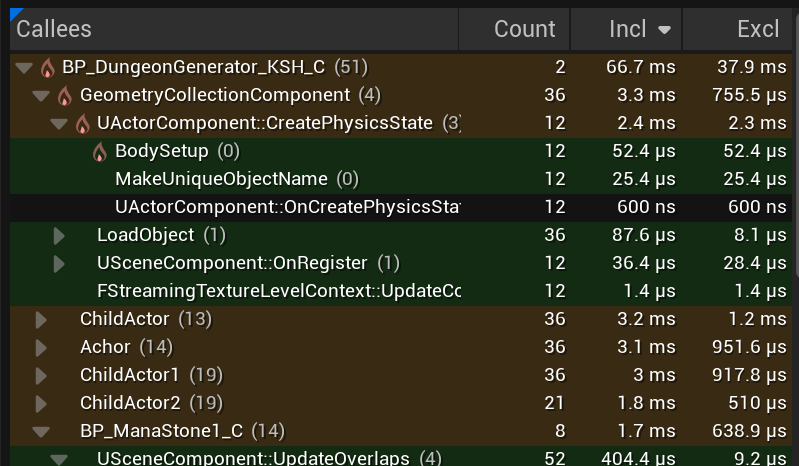 Callees Count Incl Excl
BP_DungeonGenerator_KSH_C (51) 2 66.7 ms 37.9 ms
GeometryCollectionComponent (4) 36 3.3 ms 755.5 µs
UActorComponent::CreatePhysicsState (3) 12 2.4 ms 2.3 ms
BodySetup (0) 12 52.4 µs 52.4 µs
MakeUniqueObjectName (0) 12 25.4 µs 25.4 µs
UActorComponent::OnCreatePhysicsSta 12 600 ns 600 ns
LoadObject (1) 36 87.6 µs 8.1 µs
USceneComponent::OnRegister (1) 12 36.4 µs 28.4 µs
FStreamingTextureLevelContext::UpdateCo 12 1.4 µs 1.4 µs
ChildActor (13) 36 3.2 ms 1.2 ms
Achor (14) 36 3.1 ms 951.6 µs
ChildActor1 (19) 36 3 ms 917.8 µs
ChildActor2 (19) 21 1.8 ms 510 µs
BP_ManaStone1_C (14) 8 1.7 ms 638.9 µs
USceneComponent::UpdateOverlaps (4) 52 404.4 µs 9.2 µs